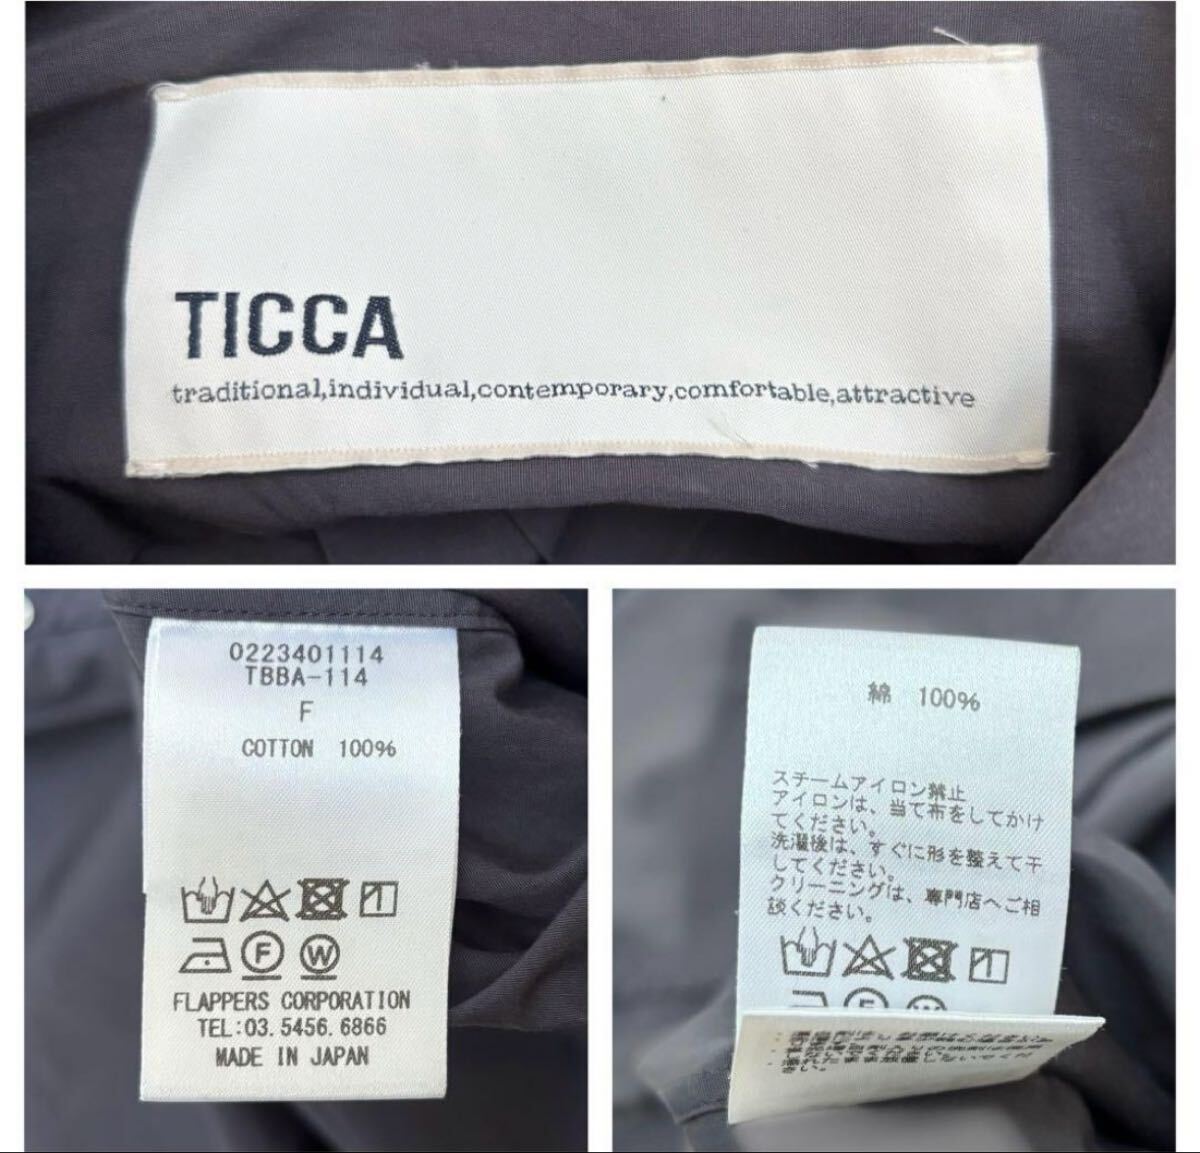 TICCA
traditional,individual,contemporary,comfortable,attractive
0223401114
TBBA-114
F
COTTON 100%
F
W
FLAPPERS CORPORATION
TEL:03.5456.6866
MADE IN JAPAN
綿 100%
スチームアイロン禁止
アイロンは、当て布をしてかけ
てください。
洗濯後は、すぐに形を整えて干
してください。
クリーニングは、専門店へご相
談ください。
さい。